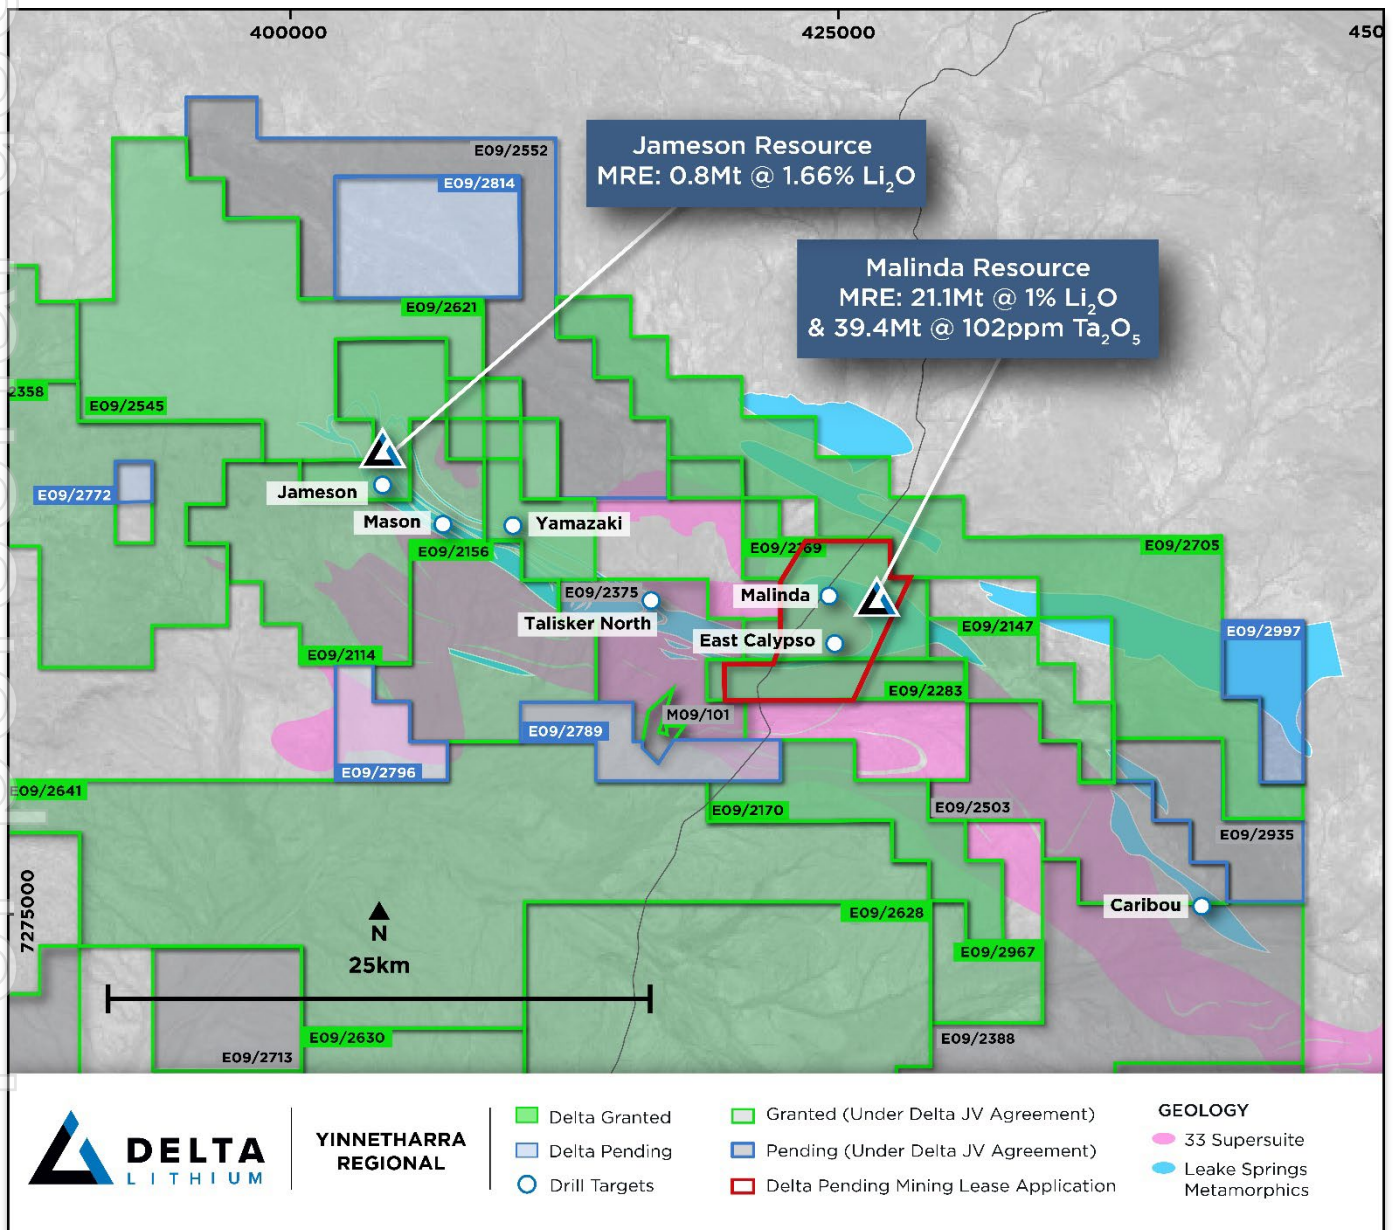 400000
425000
450
E09/2552
Jameson Resource
MRE: 0.8Mt @ 1.66% Li₂O
E09/2814
Malinda Resource
MRE: 21.1Mt @ 1% Li₂O
& 39.4Mt @ 102ppm Ta₂O₅
E09/2621
2358
E09/2545
E09/2772
Jameson
Mason
Yamazaki
E09/2156
E09/2169
E09/2705
E09/2375
Malinda
Talisker North
East Calypso
E09/2147
E09/2997
E09/2114
E09/2283
M09/101
E09/2789
E09/2796
E09/2641
E09/2170
E09/2503
E09/2935
7275000
N
25km
Caribou
E09/2628
E09/2967
E09/2630
E09/2388
E09/2713
DELTA
LITHIUM
YINNETHARRA
REGIONAL
Delta Granted
Delta Pending
Drill Targets
Granted (Under Delta JV Agreement)
Pending (Under Delta JV Agreement)
Delta Pending Mining Lease Application
GEOLOGY
33 Supersuite
Leake Springs
Metamorphics